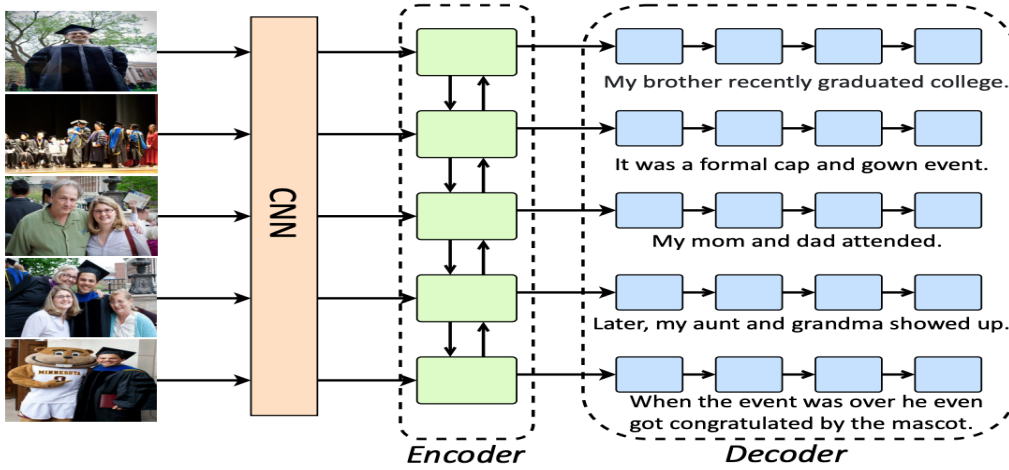 My brother recently graduated college.
It was a formal cap and gown event.
CNN
My mom and dad attended.
Later, my aunt and grandma showed up.
MINNESOTA
When the event was over he even
got congratulated by the mascot.
Encoder
Decoder